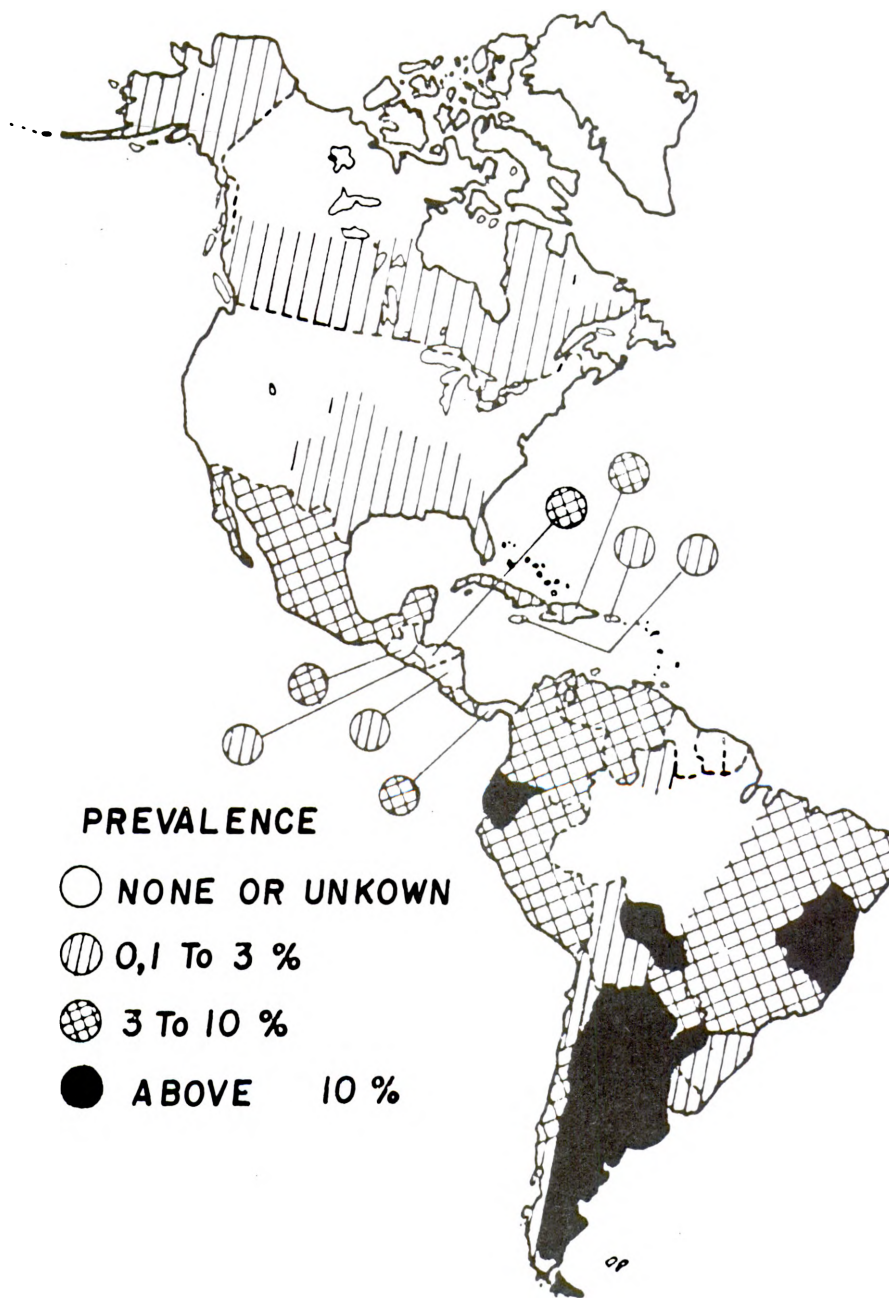 PREVALENCE
NONE OR UNKOWN
0,1 To 3 %
3 To 10 %
ABOVE 10 %